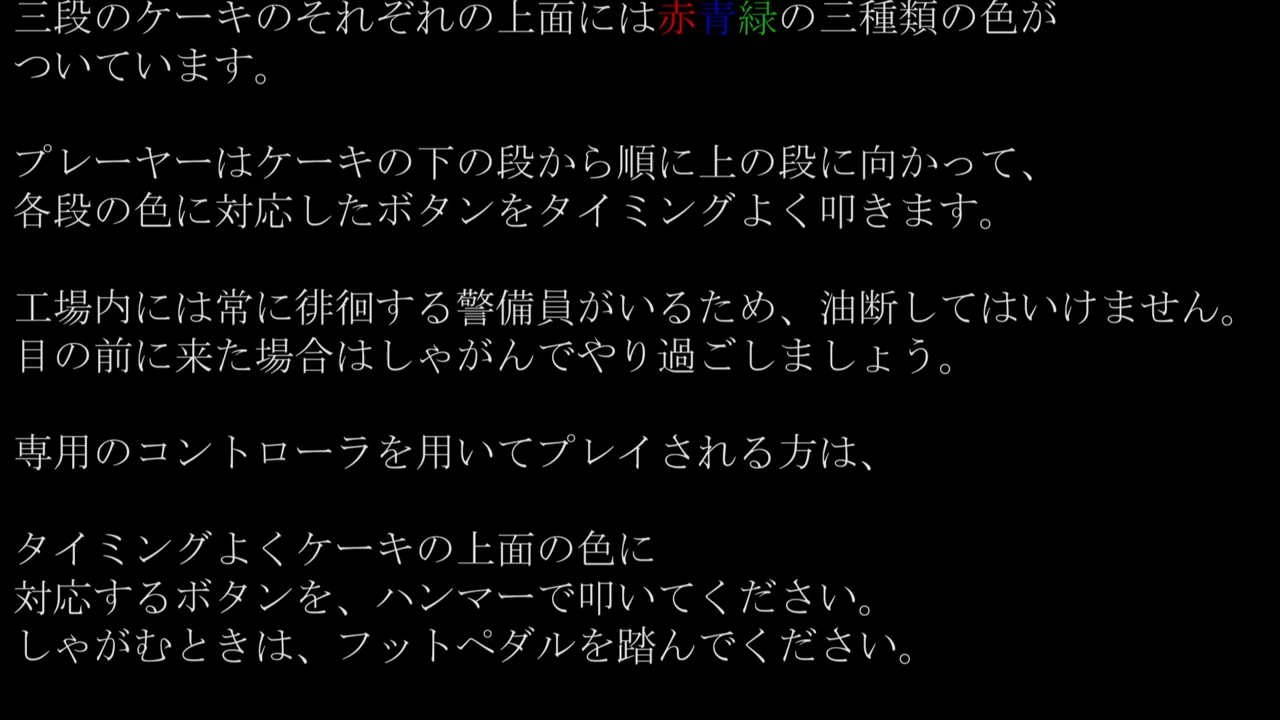 三段のケーキのそれぞれの上面には赤青緑の三種類の色が
ついています。
プレーヤーはケーキの下の段から順に上の段に向かって、
各段の色に対応したボタンをタイミングよく叩きます。
工場内には常に徘徊する警備員がいるため、油断してはいけません。
目の前に来た場合はしゃがんでやり過ごしましょう。
専用のコントローラを用いてプレイされる方は、
タイミングよくケーキの上面の色に
対応するボタンを、ハンマーで叩いてください。
しゃがむときは、フットペダルを踏んでください。